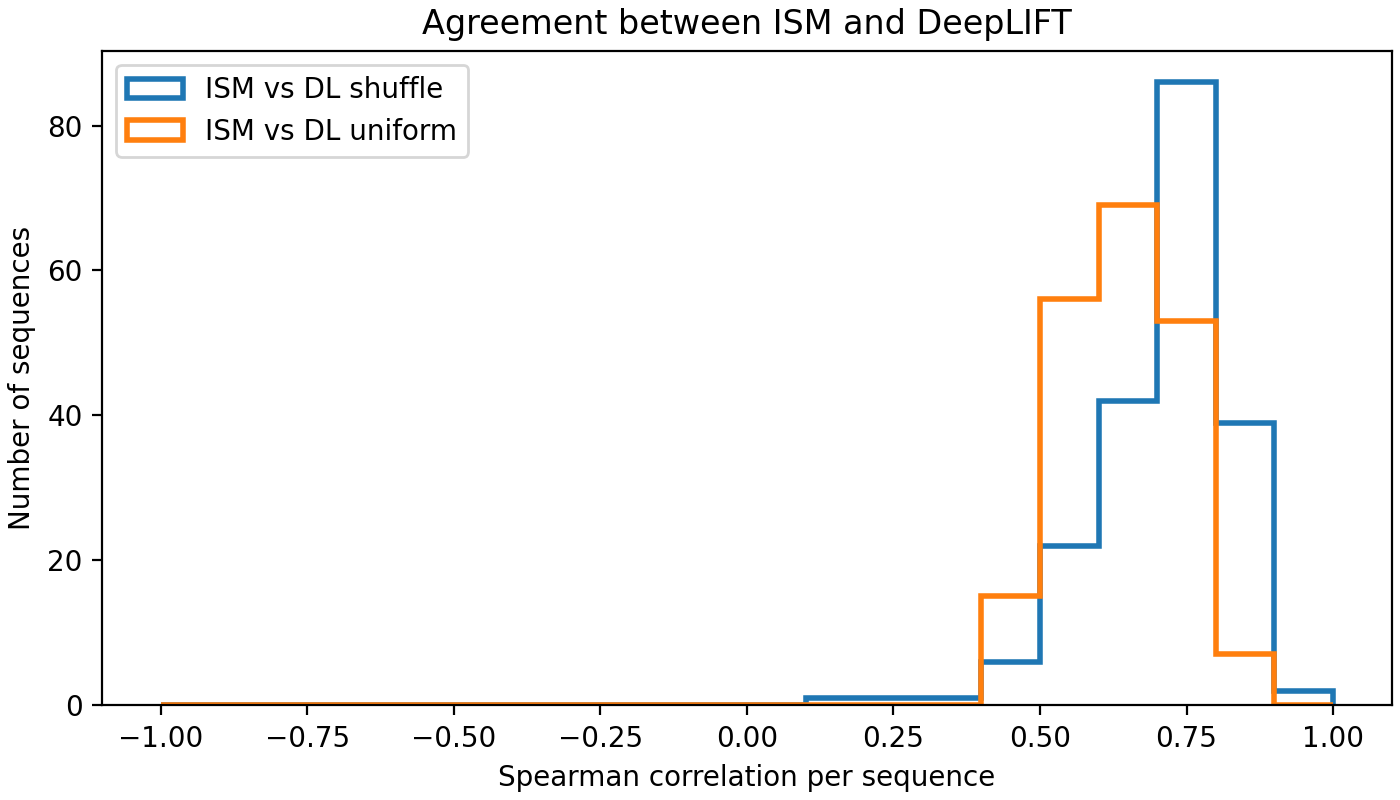 Agreement between ISM and DeepLIFT
ISM vs DL shuffle
ISM vs DL uniform
Number of sequences
80
60
40
20
0
−1.00 −0.75 −0.50 −0.25 0.00 0.25 0.50 0.75 1.00
Spearman correlation per sequence